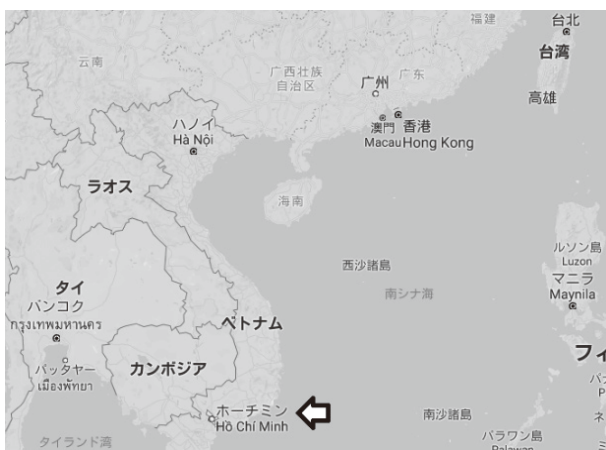 福建
台北
台湾
云南
广西壮族
自治区
广州
广东
高雄
ハノイ
Hà Nội
澳門
Macau
香港
Hong Kong
ラオス
海南
ルソン島
Luzon
西沙諸島
南シナ海
マニラ
Maynila
タイ
バンコク
กรุงเทพมหานคร
ベトナム
フィ
カンボジア
パッタヤー
เมืองพัทยา
ホーチミン
Hồ Chí Minh
南沙諸島
パラワン島
Palawan
タイランド湾